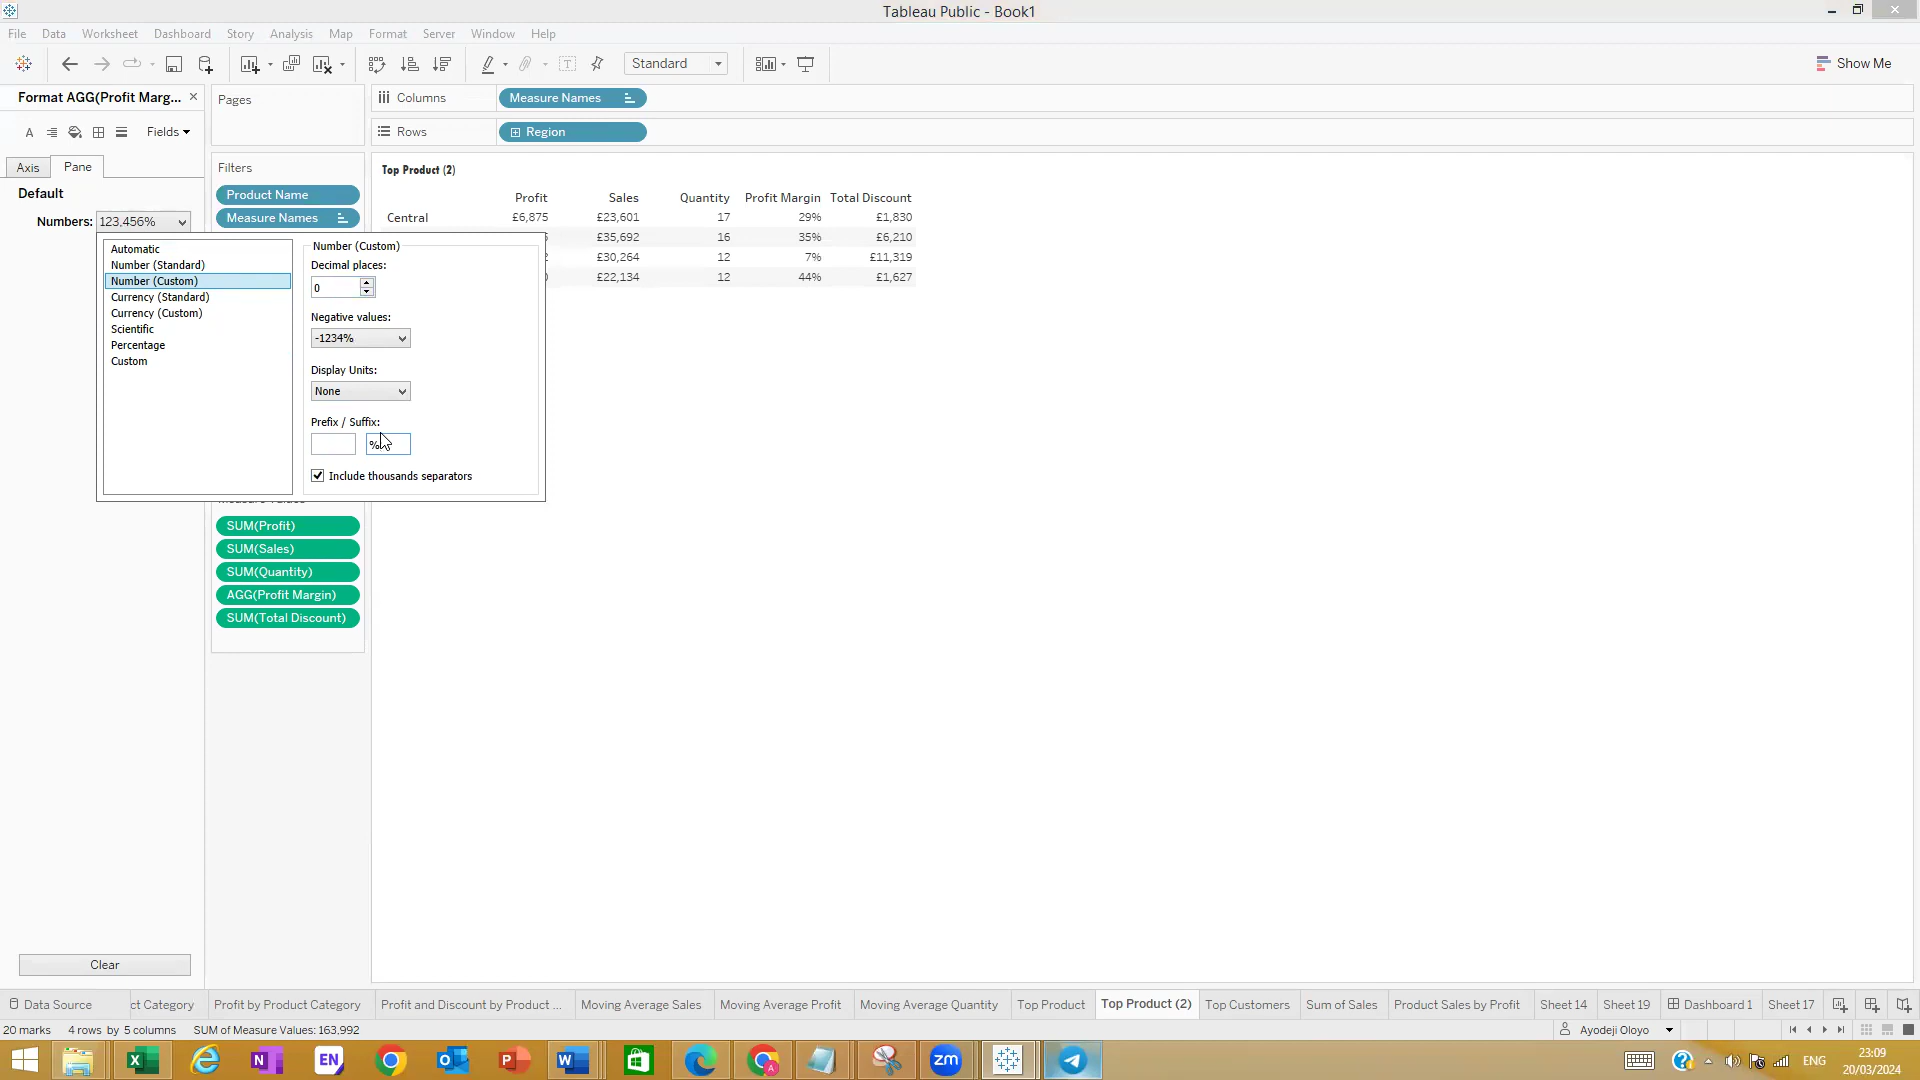 Tableau Public - Book1
File Data Worksheet Dashboard Story Analysis Map Format Server Window Help
Standard
Show Me
Format AGG(Profit Marg...
Pages
Columns
Measure Names
Fields
Rows
Region
Axis
Pane
Filters
Top Product (2)
Default
Product Name
Numbers: 123,456%
Measure Names
Profit Sales Quantity Profit Margin Total Discount
Central £6,875 £23,601 17 29% £1,830
£35,692 16 35% £6,210
£30,264 12 7% £11,319
£22,134 12 44% £1,627
Automatic
Number (Standard)
Number (Custom)
Currency (Standard)
Currency (Custom)
Scientific
Percentage
Custom
Number (Custom)
Decimal places:
0
Negative values:
-1234%
Display Units:
None
Prefix / Suffix:
%
Include thousands separators
SUM(Profit)
SUM(Sales)
SUM(Quantity)
AGG(Profit Margin)
SUM(Total Discount)
Clear
Data Source ct Category Profit by Product Category Profit and Discount by Product ... Moving Average Sales Moving Average Profit Moving Average Quantity Top Product Top Product (2) Top Customers Sum of Sales Product Sales by Profit Sheet 14 Sheet 19 Dashboard 1 Sheet 17
20 marks 4 rows by 5 columns SUM of Measure Values: 163,992
Ayodeji Oloyo
EN
zm
ENG
23:09
20/03/2024